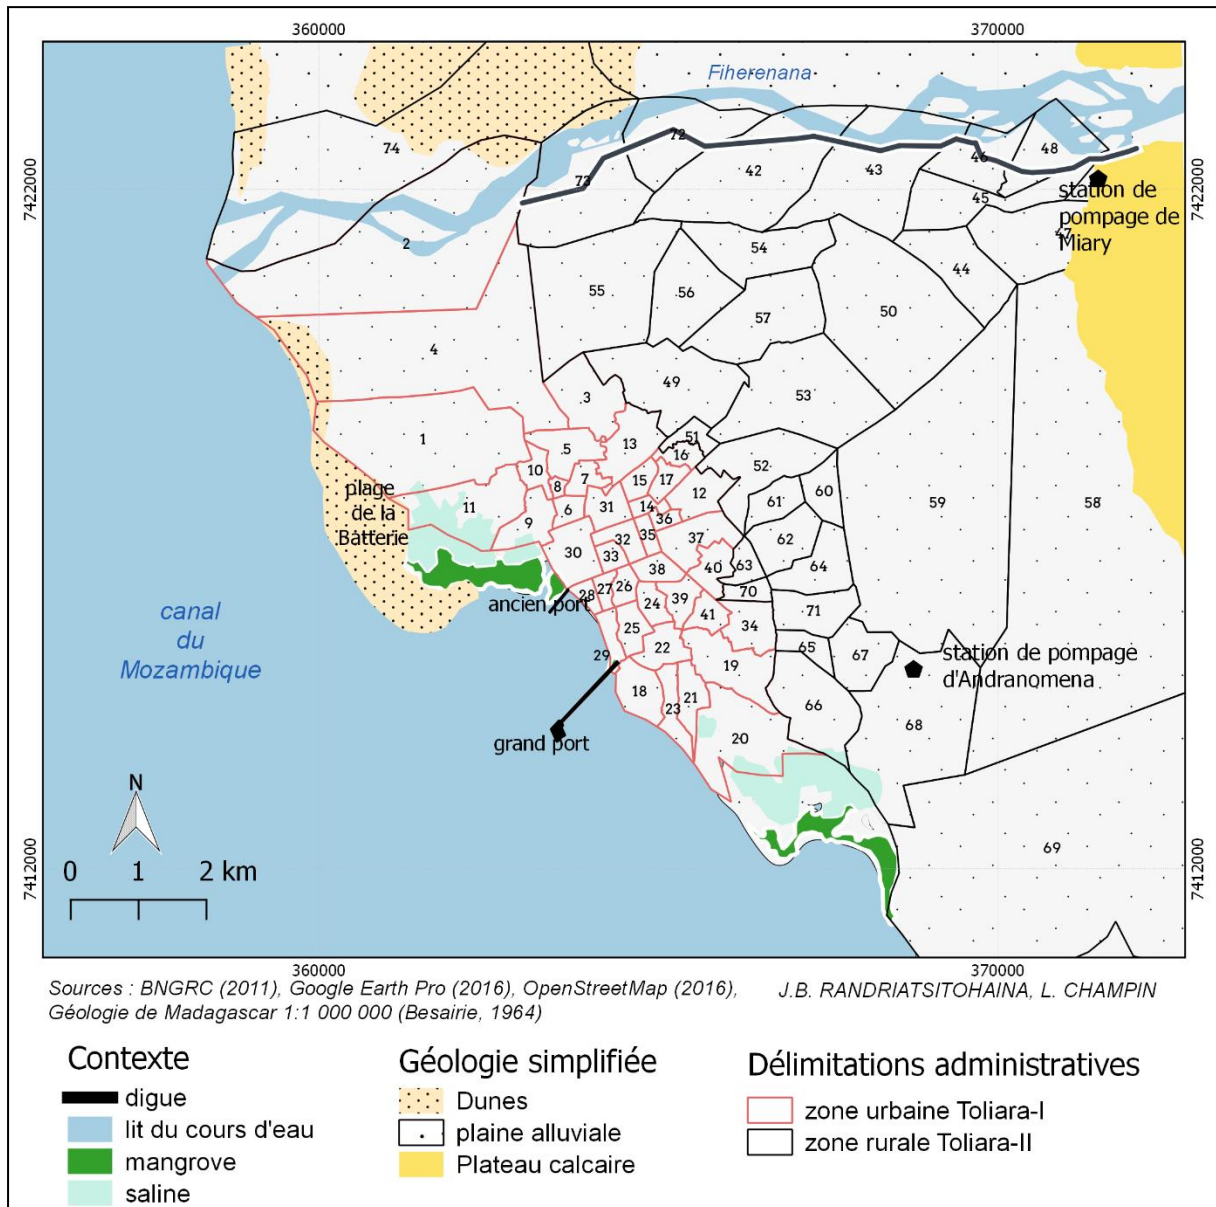 360000
370000
Fiherenana
7422000
7422000
72
74
48
46
42
43
73
station de
pompage de
Miary
45
47
2
54
44
55
56
50
57
4
49
3
53
1
13
51
5
16
52
10
7
15
17
8
12
61
60
plage
de la
Batterie
11
59
58
9
6
31
14
36
35
37
62
30
32
33
38
40
63
64
28
27
26
70
ancien port
24
39
41
71
canal
du
Mozambique
25
34
22
65
67
29
19
station de pompage
d'Andranomena
18
23
21
66
68
20
grand port
N
69
7412000
7412000
0 1 2 km
360000
370000
Sources : BNGRC (2011), Google Earth Pro (2016), OpenStreetMap (2016),
Géologie de Madagascar 1:1 000 000 (Besairie, 1964)
J.B. RANDRIATSITOHAINA, L. CHAMPIN
Contexte
digue
lit du cours d'eau
mangrove
saline
Géologie simplifiée
Dunes
plaine alluviale
Plateau calcaire
Délimitations administratives
zone urbaine Toliara-I
zone rurale Toliara-II